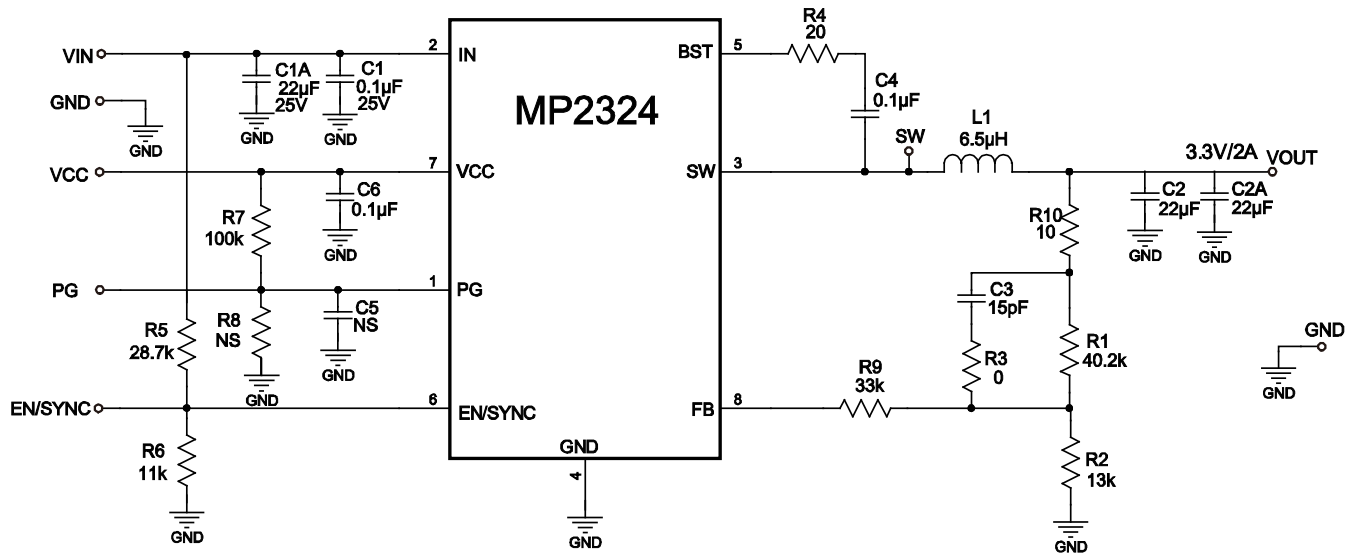 VIN
GND
GND
C1A
22µF
25V
GND
C1
0.1µF
25V
GND
2
IN
MP2324
BST
5
R4
20
C4
0.1µF
SW
L1
6.5µH
3.3V/2A
VOUT
VCC
7
VCC
SW
3
R7
100k
C6
0.1µF
GND
R10
10
C2
22µF
GND
C2A
22µF
GND
PG
1
PG
R8
NS
GND
C5
NS
GND
R5
28.7k
C3
15pF
R3
0
R1
40.2k
GND
GND
EN/SYNC
6
EN/SYNC
FB
8
R9
33k
R6
11k
GND
GND
4
GND
R2
13k
GND